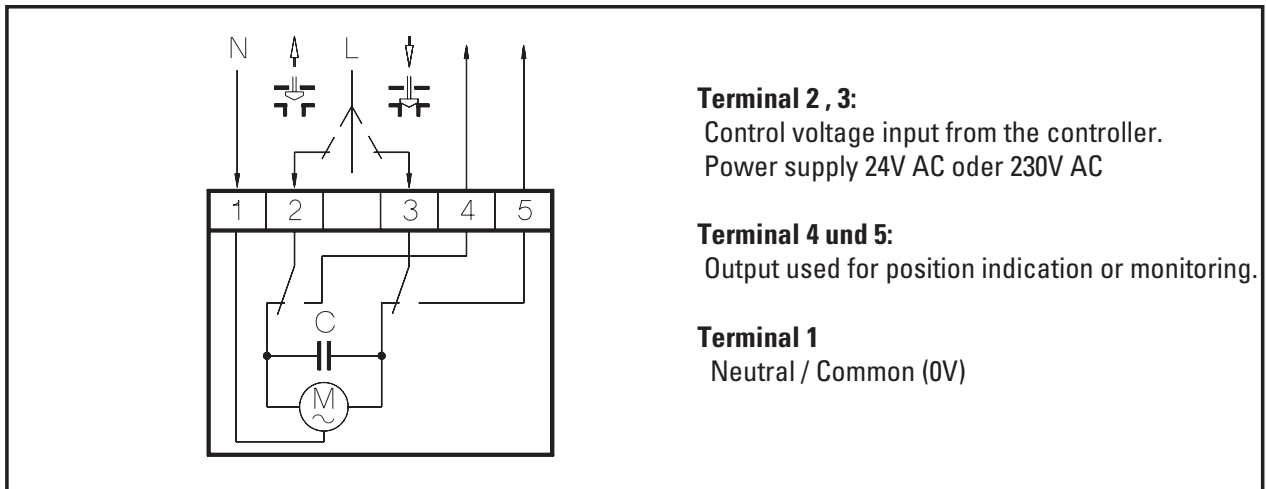 N L
1 2 3 4 5
C
M
Terminal 2 , 3:
Control voltage input from the controller.
Power supply 24V AC oder 230V AC
Terminal 4 und 5:
Output used for position indication or monitoring.
Terminal 1
Neutral / Common (0V)